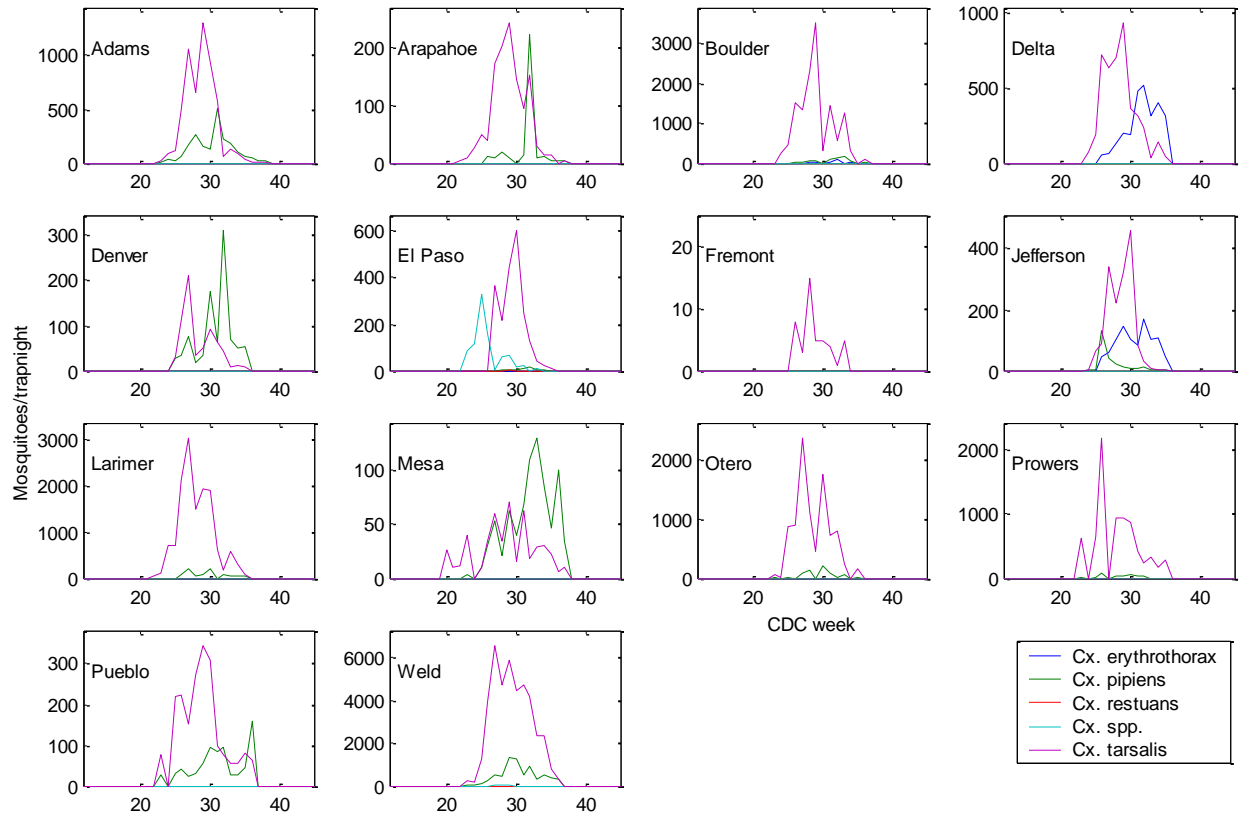 Adams
1000
500
0
20 30 40
Arapahoe
200
100
0
20 30 40
Boulder
3000
2000
1000
0
20 30 40
Delta
1000
500
0
20 30 40
Mosquitoes/trapnight
Denver
300
200
100
0
20 30 40
El Paso
600
400
200
0
20 30 40
Fremont
20
10
0
20 30 40
Jefferson
400
200
0
20 30 40
Larimer
3000
2000
1000
0
20 30 40
Mesa
100
50
0
20 30 40
Otero
2000
1000
0
20 30 40
CDC week
Prowers
2000
1000
0
20 30 40
Pueblo
300
200
100
0
20 30 40
Weld
6000
4000
2000
0
20 30 40
Cx. erythrothorax
Cx. pipiens
Cx. restuans
Cx. spp.
Cx. tarsalis